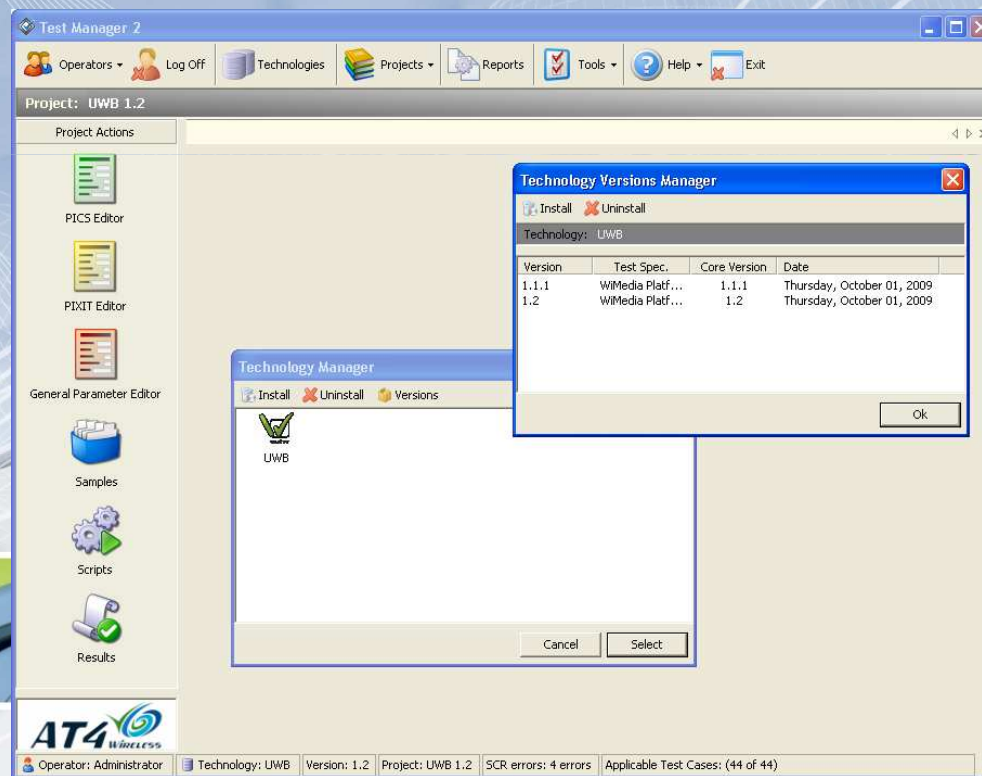 Test Manager 2
Operators Log Off Technologies Projects Reports Tools Help Exit
Project: UWB 1.2
Project Actions
PICS Editor
PIXIT Editor
General Parameter Editor
Samples
Scripts
Results
Technology Versions Manager
Install Uninstall
Technology: UWB
Version Test Spec. Core Version Date
1.1.1 WiMedia Platf... 1.1.1 Thursday, October 01, 2009
1.2 WiMedia Platf... 1.2 Thursday, October 01, 2009
Ok
Technology Manager
Install Uninstall Versions
UWB
Cancel Select
AT4 WIRELESS
Operator: Administrator Technology: UWB Version: 1.2 Project: UWB 1.2 SCR errors: 4 errors Applicable Test Cases: (44 of 44)